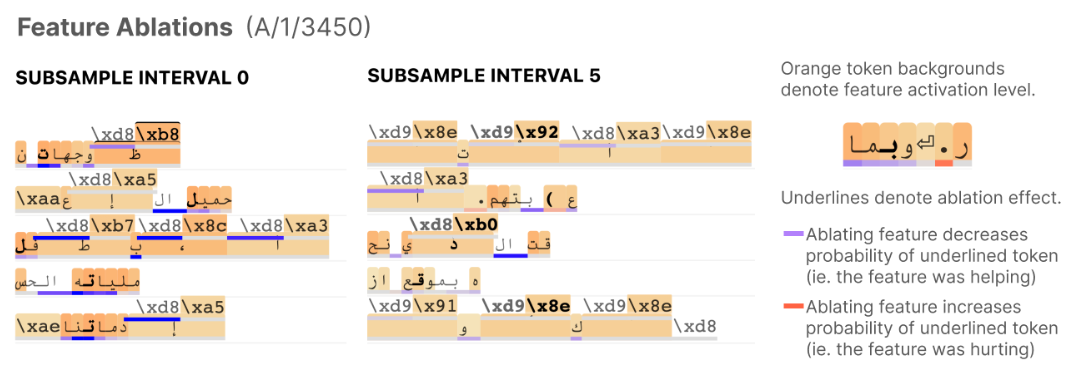 Feature Ablations (A/1/3450)
SUBSAMPLE INTERVAL 0
\xd8\xb8
ن وجهات ظ
\xd8\xa5
\xaa ع إ ال حميل
\xd8\xb7 \xd8\x8c \xd8\xa3
فل ط ب ، ا
ملياته الحس
\xd8\xa5
\xae دماتنا إ
SUBSAMPLE INTERVAL 5
\xd9\x8e \xd9\x92 \xd8\xa3 \xd9\x8e
ت ا
\xd8\xa3
ا بتهم. ( ع
\xd8\xb0
نج ي د ال قت
ه بموقع از
\xd9\x91 \xd9\x8e \xd9\x8e
و ك \xd8
Orange token backgrounds
denote feature activation level.
ر.⏎وبما
Underlines denote ablation effect.
Ablating feature decreases
probability of underlined token
(ie. the feature was helping)
Ablating feature increases
probability of underlined token
(ie. the feature was hurting)